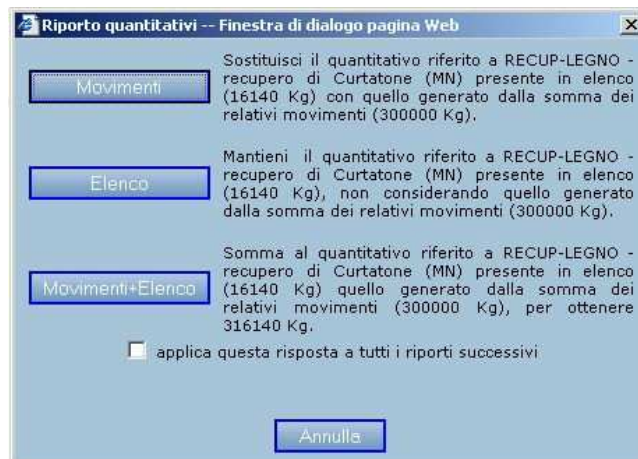 Riporto quantitativi -- Finestra di dialogo pagina Web
Movimenti
Sostituisci il quantitativo riferito a RECUP-LEGNO -
recupero di Curtatone (MN) presente in elenco
(16140 Kg) con quello generato dalla somma dei
relativi movimenti (300000 Kg).
Elenco
Mantieni il quantitativo riferito a RECUP-LEGNO -
recupero di Curtatone (MN) presente in elenco
(16140 Kg), non considerando quello generato
dalla somma dei relativi movimenti (300000 Kg).
Movimenti+Elenco
Somma al quantitativo riferito a RECUP-LEGNO -
recupero di Curtatone (MN) presente in elenco
(16140 Kg) quello generato dalla somma dei
relativi movimenti (300000 Kg), per ottenere
316140 Kg.
applica questa risposta a tutti i riporti successivi
Annulla